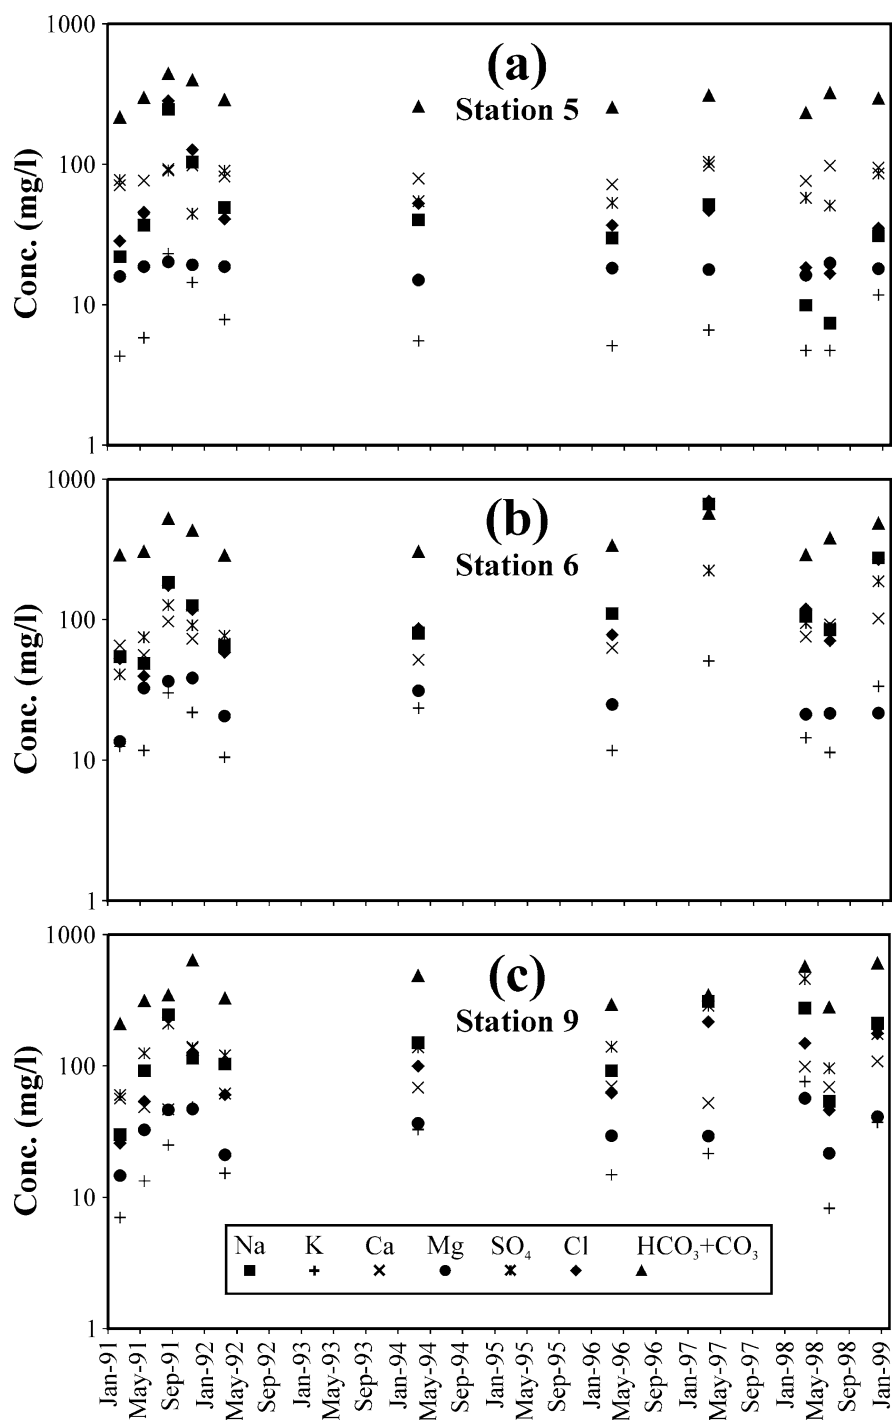 1000
(a)
Station 5
100
Conc. (mg/l)
10
1
1000
(b)
Station 6
100
Conc. (mg/l)
10
1
1000
(c)
Station 9
100
Conc. (mg/l)
10
Na K Ca Mg SO₄ Cl HCO₃+CO₃
1
Jan-91 May-91 Sep-91 Jan-92 May-92 Sep-92 Jan-93 May-93 Sep-93 Jan-94 May-94 Sep-94 Jan-95 May-95 Sep-95 Jan-96 May-96 Sep-96 Jan-97 May-97 Sep-97 Jan-98 May-98 Sep-98 Jan-99